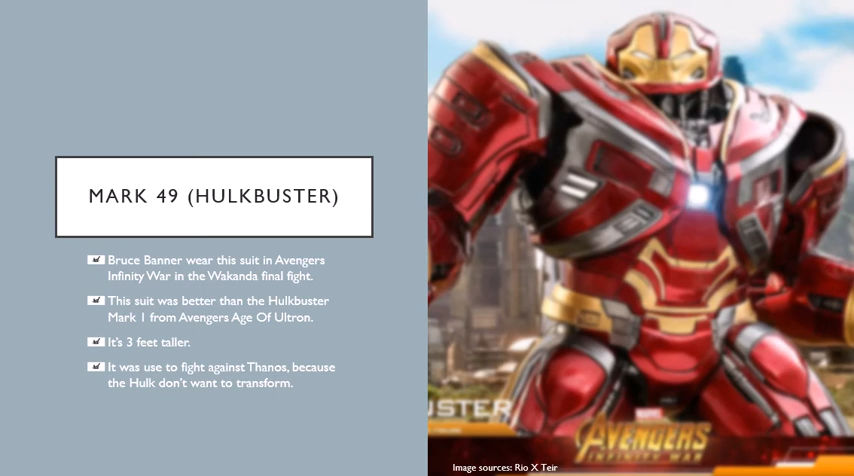 MARK 49 (HULKBUSTER)
Bruce Banner wear this suit in Avengers
Infinity War in the Wakanda final fight.
This suit was better than the Hulkbuster
Mark 1 from Avengers Age Of Ultron.
It's 3 feet taller.
It was use to fight against Thanos, because
the Hulk don't want to transform.
USTER
MARVEL
AVENGERS
INFINITY WAR
Image sources: Rio X Teir